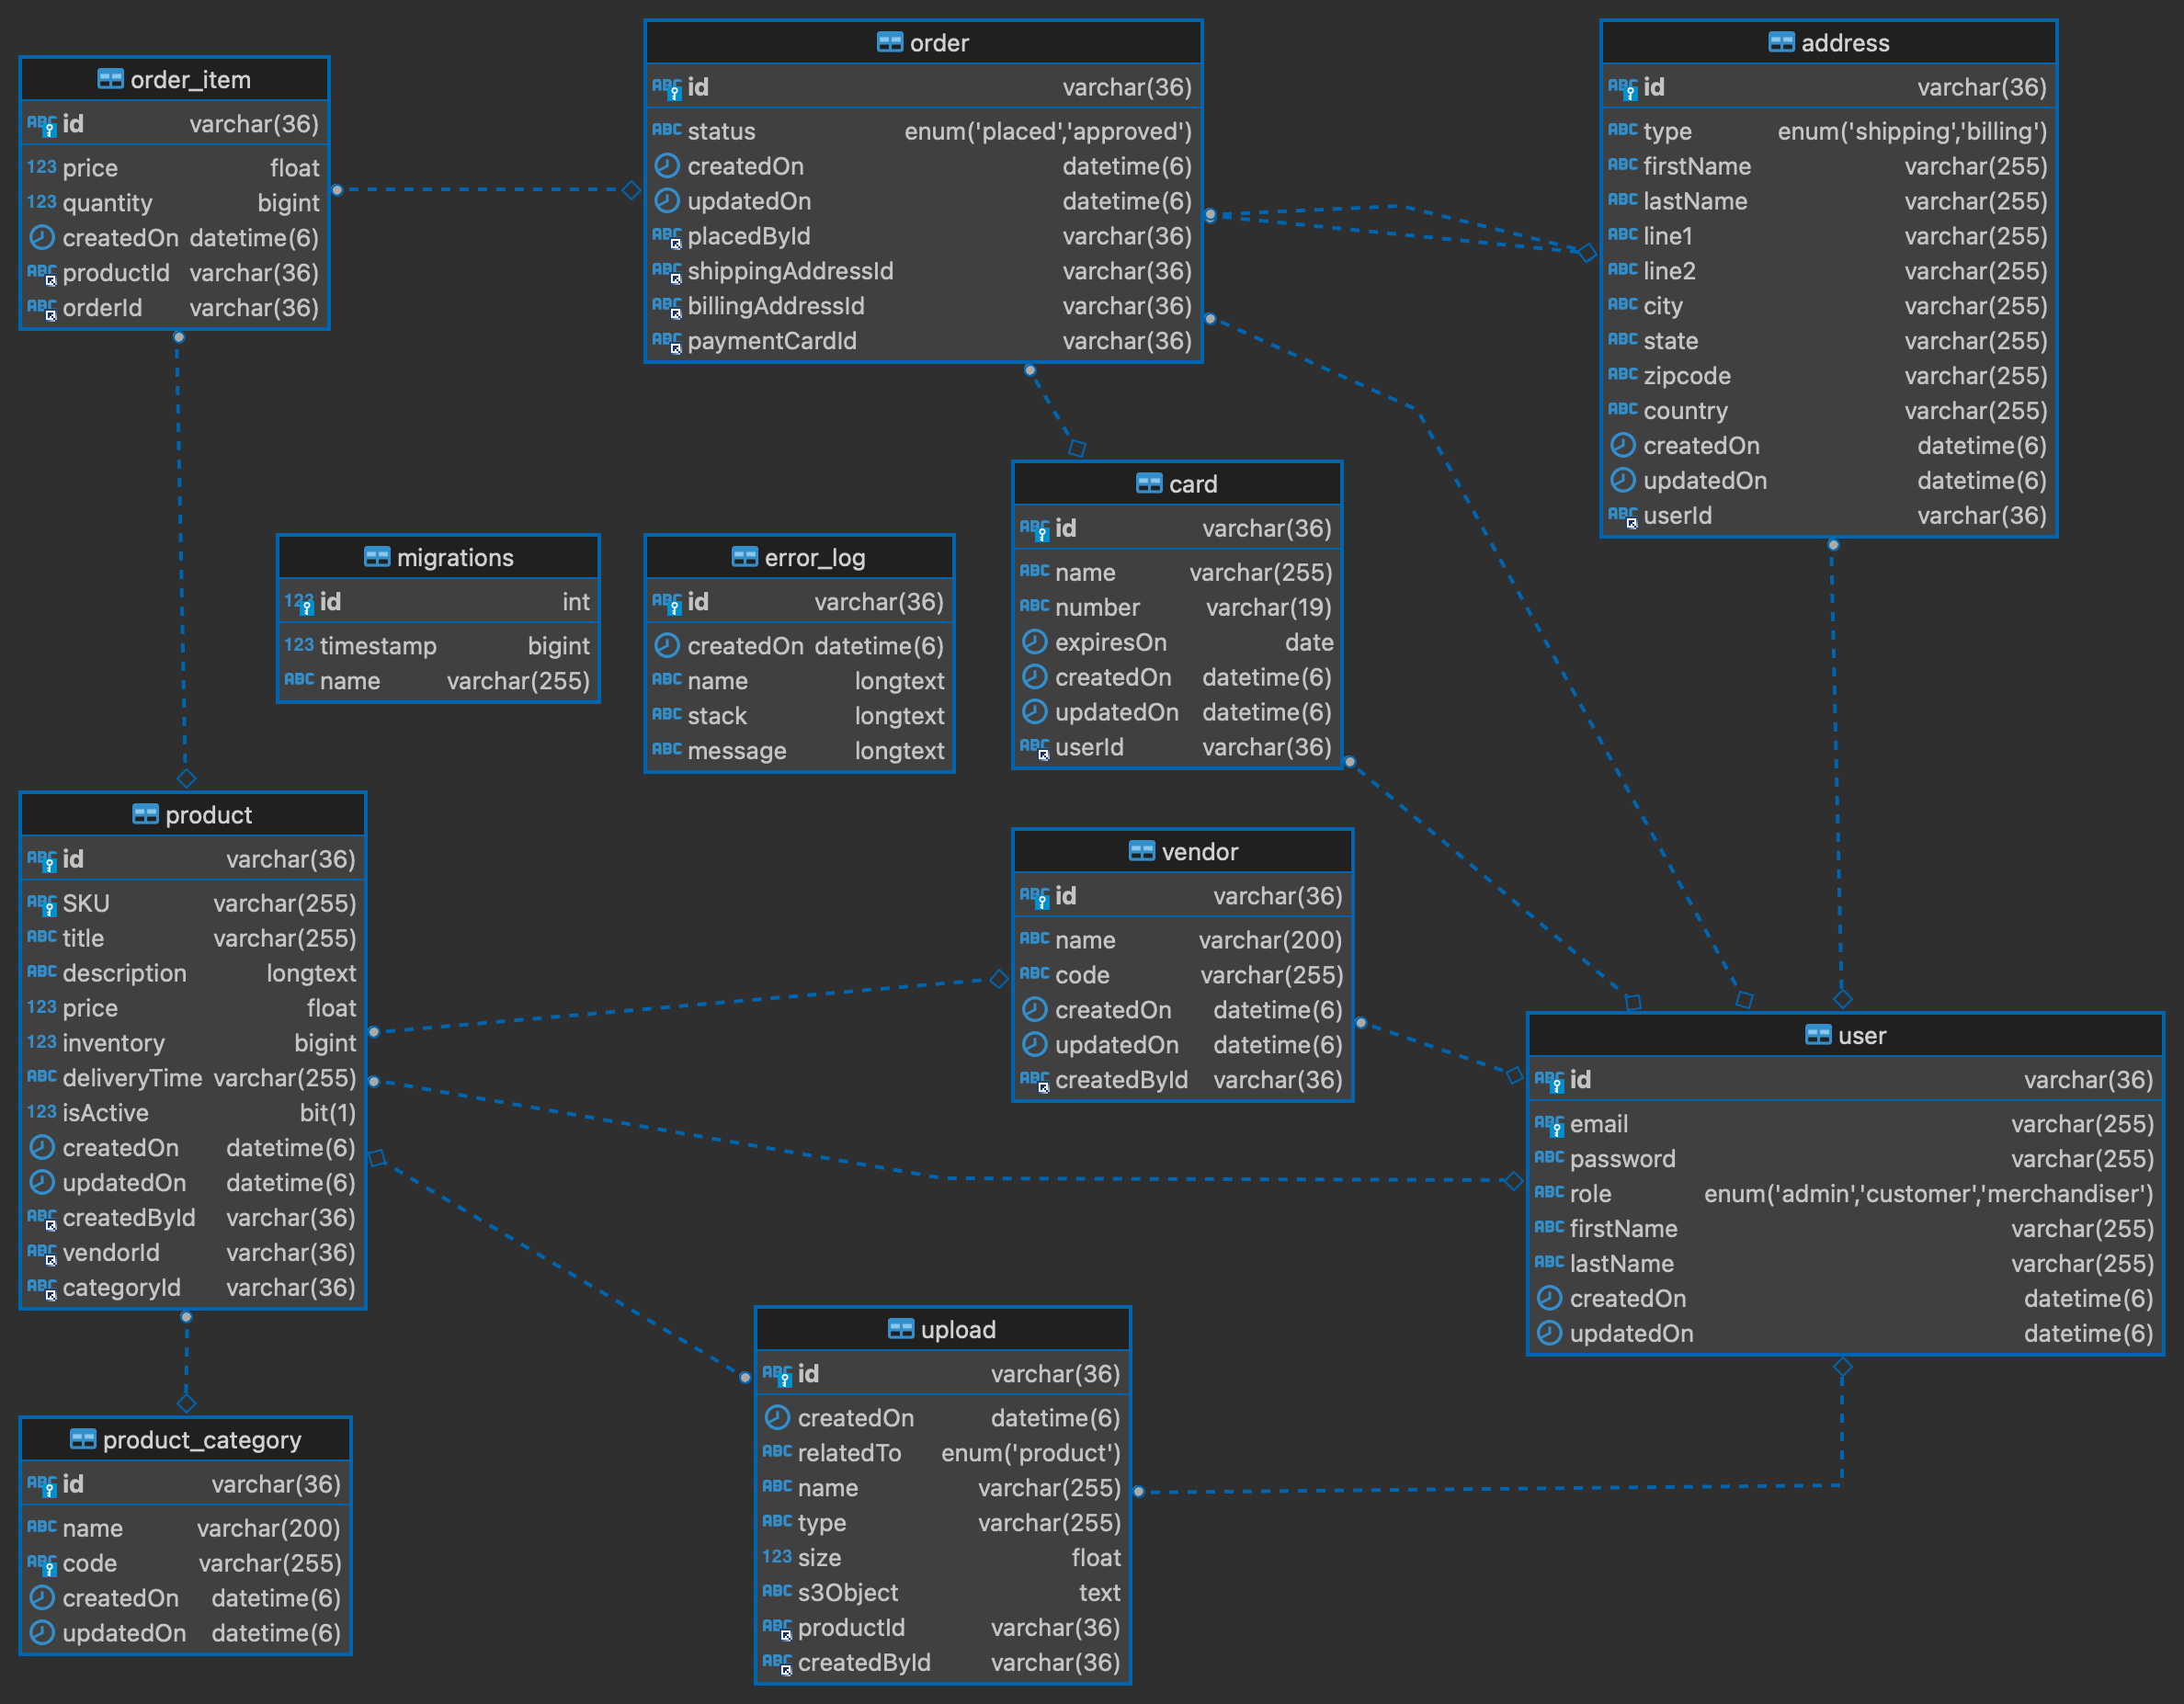 order_item
id varchar(36)
price float
quantity bigint
createdOn datetime(6)
productId varchar(36)
orderId varchar(36)
order
id varchar(36)
status enum('placed','approved')
createdOn datetime(6)
updatedOn datetime(6)
placedById varchar(36)
shippingAddressId varchar(36)
billingAddressId varchar(36)
paymentCardId varchar(36)
address
id varchar(36)
type enum('shipping','billing')
firstName varchar(255)
lastName varchar(255)
line1 varchar(255)
line2 varchar(255)
city varchar(255)
state varchar(255)
zipcode varchar(255)
country varchar(255)
createdOn datetime(6)
updatedOn datetime(6)
userId varchar(36)
migrations
id int
timestamp bigint
name varchar(255)
error_log
id varchar(36)
createdOn datetime(6)
name longtext
stack longtext
message longtext
card
id varchar(36)
name varchar(255)
number varchar(19)
expiresOn date
createdOn datetime(6)
updatedOn datetime(6)
userId varchar(36)
product
id varchar(36)
SKU varchar(255)
title varchar(255)
description longtext
price float
inventory bigint
deliveryTime varchar(255)
isActive bit(1)
createdOn datetime(6)
updatedOn datetime(6)
createdById varchar(36)
vendorId varchar(36)
categoryId varchar(36)
vendor
id varchar(36)
name varchar(200)
code varchar(255)
createdOn datetime(6)
updatedOn datetime(6)
createdById varchar(36)
user
id varchar(36)
email varchar(255)
password varchar(255)
role enum('admin','customer','merchandiser')
firstName varchar(255)
lastName varchar(255)
createdOn datetime(6)
updatedOn datetime(6)
product_category
id varchar(36)
name varchar(200)
code varchar(255)
createdOn datetime(6)
updatedOn datetime(6)
upload
id varchar(36)
createdOn datetime(6)
relatedTo enum('product')
name varchar(255)
type varchar(255)
size float
s3Object text
productId varchar(36)
createdById varchar(36)